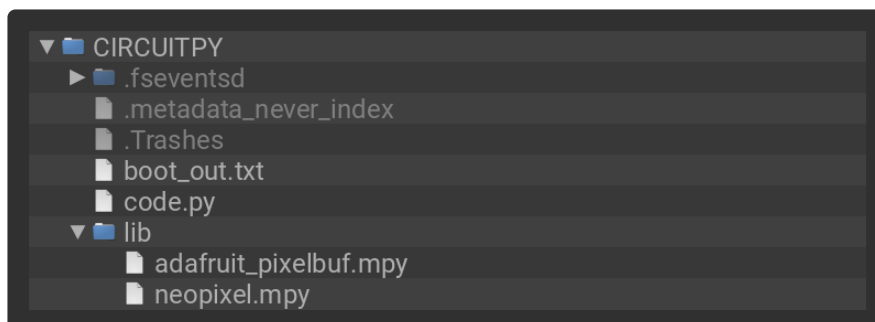 CIRCUITPY
.fseventsd
.metadata_never_index
.Trashes
boot_out.txt
code.py
lib
adafruit_pixelbuf.mpy
neopixel.mpy